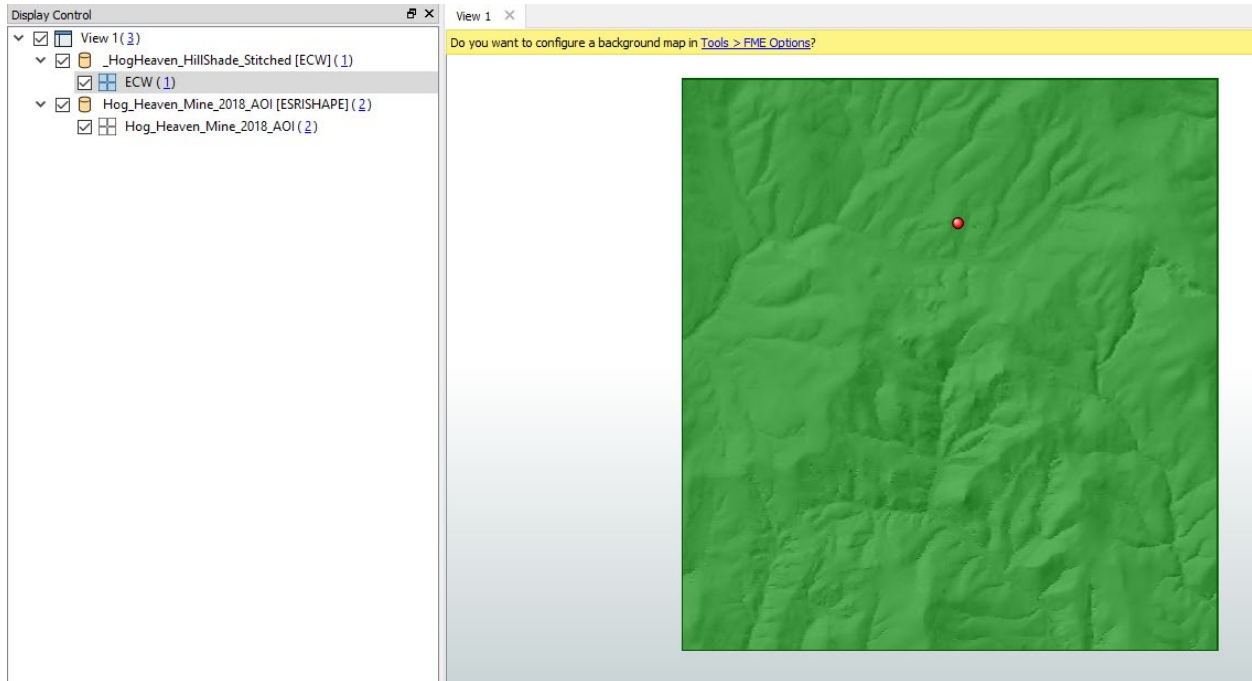 Display Control
View 1 (3)
_HogHeaven_HillShade_Stitched [ECW] (1)
ECW (1)
Hog_Heaven_Mine_2018_AOI [ESRISHAPE] (2)
Hog_Heaven_Mine_2018_AOI (2)
View 1
Do you want to configure a background map in Tools > FME Options?